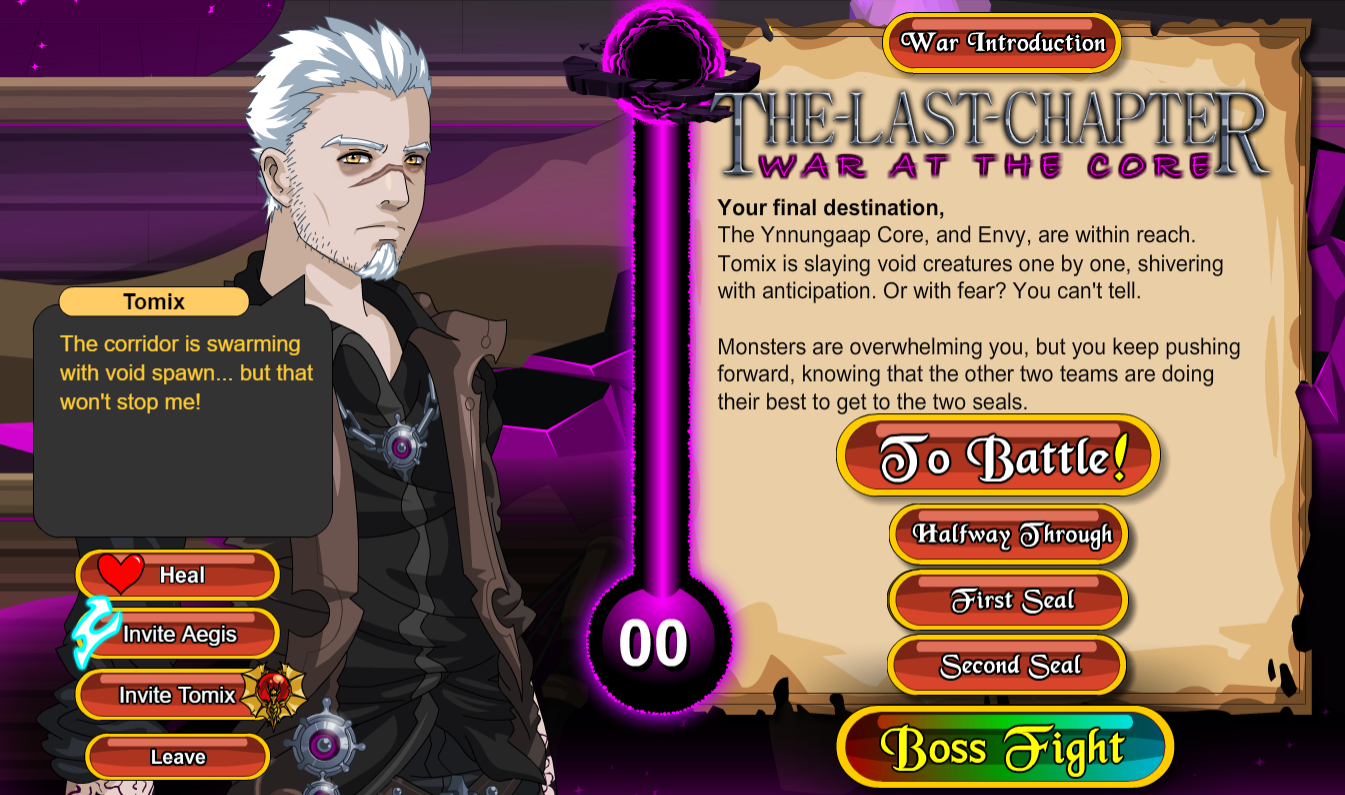 War Introduction
THE-LAST-CHAPTER
WAR AT THE CORE
Your final destination,
The Ynnungaap Core, and Envy, are within reach.
Tomix is slaying void creatures one by one, shivering
with anticipation. Or with fear? You can't tell.
Monsters are overwhelming you, but you keep pushing
forward, knowing that the other two teams are doing
their best to get to the two seals.
To Battle!
Halfway Through
First Seal
Second Seal
Boss Fight
Tomix
The corridor is swarming
with void spawn... but that
won't stop me!
Heal
Invite Aegis
Invite Tomix
Leave
00